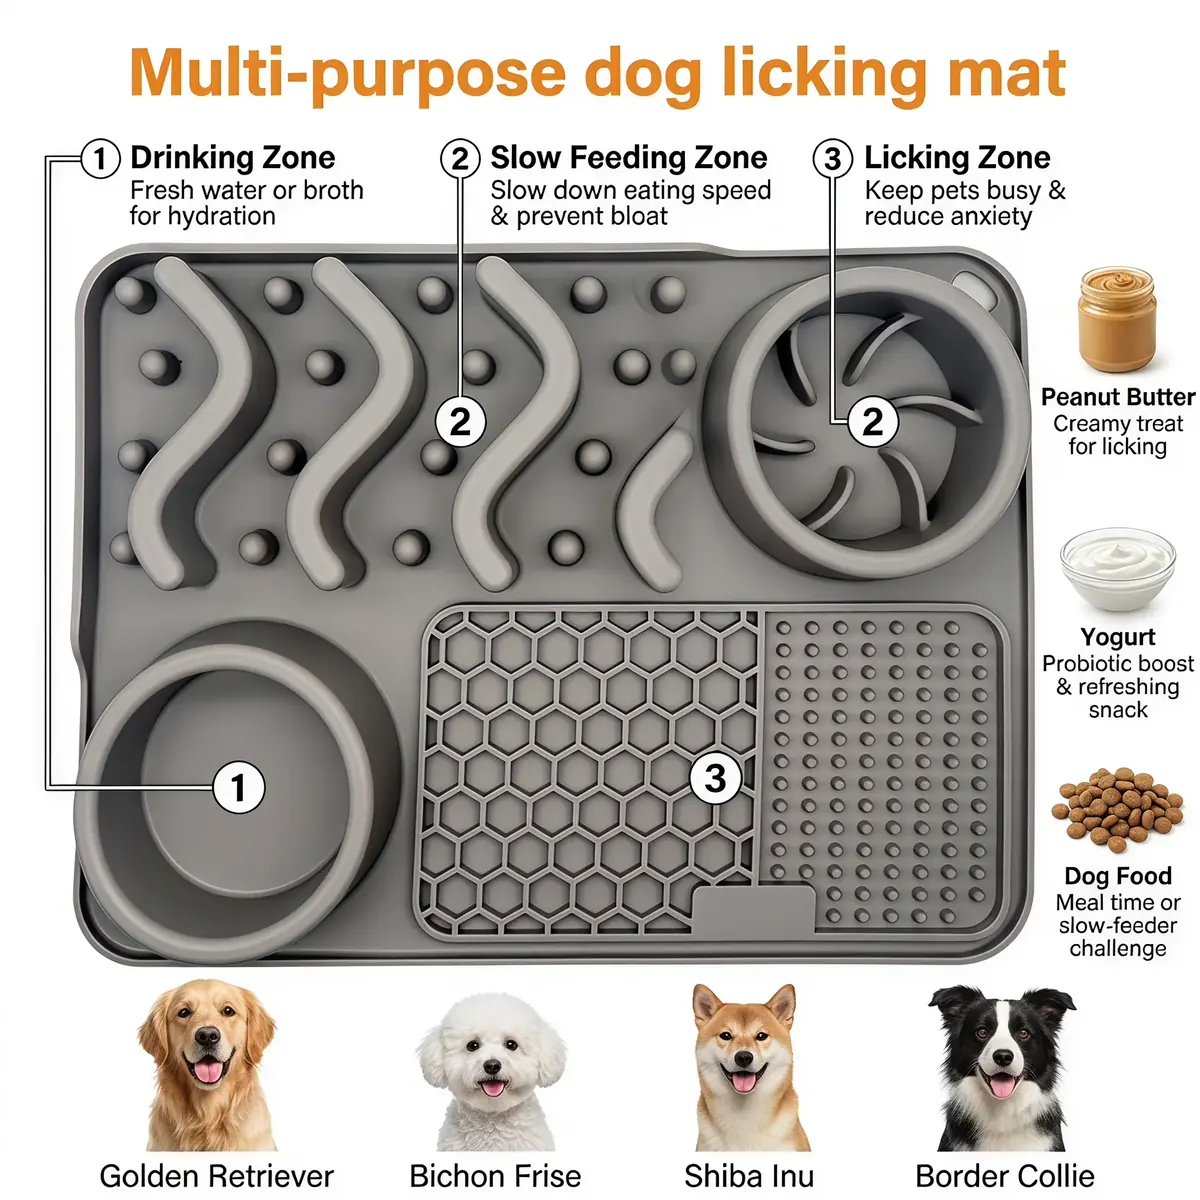 Multi-purpose dog licking mat
1 Drinking Zone
Fresh water or broth
for hydration
2 Slow Feeding Zone
Slow down eating speed
& prevent bloat
3 Licking Zone
Keep pets busy &
reduce anxiety
2
2
1
3
Peanut Butter
Creamy treat
for licking
Yogurt
Probiotic boost
& refreshing
snack
Dog Food
Meal time or
slow-feeder
challenge
Golden Retriever
Bichon Frise
Shiba Inu
Border Collie